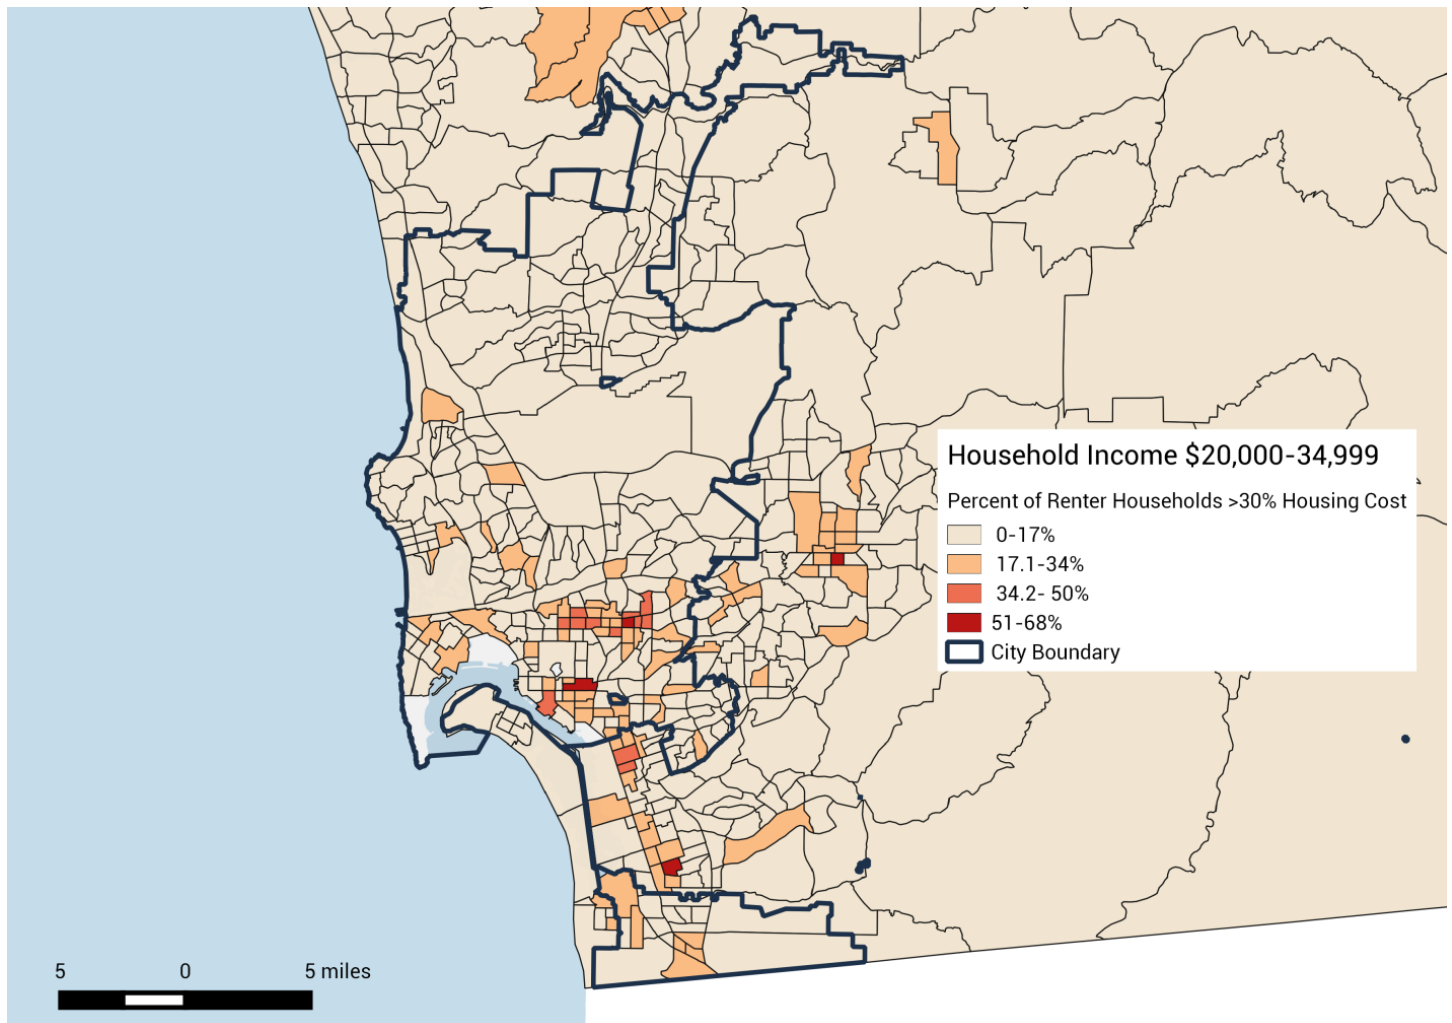 Household Income $20,000-34,999
Percent of Renter Households >30% Housing Cost
0-17%
17.1-34%
34.2- 50%
51-68%
City Boundary
5 0 5 miles